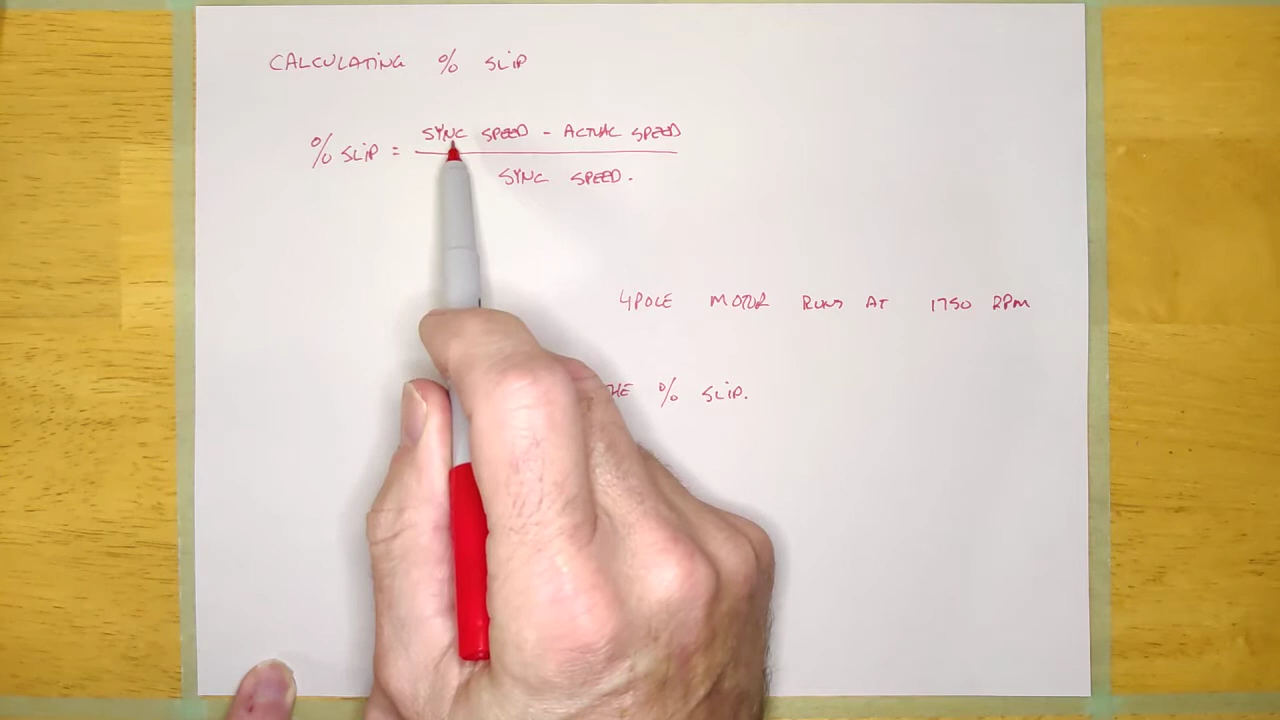 CALCULATING % SLIP
% SLIP = SYNC SPEED - ACTUAL SPEED
SYNC SPEED.
4POLE MOTOR RUNS AT 1750 RPM
% SLIP.